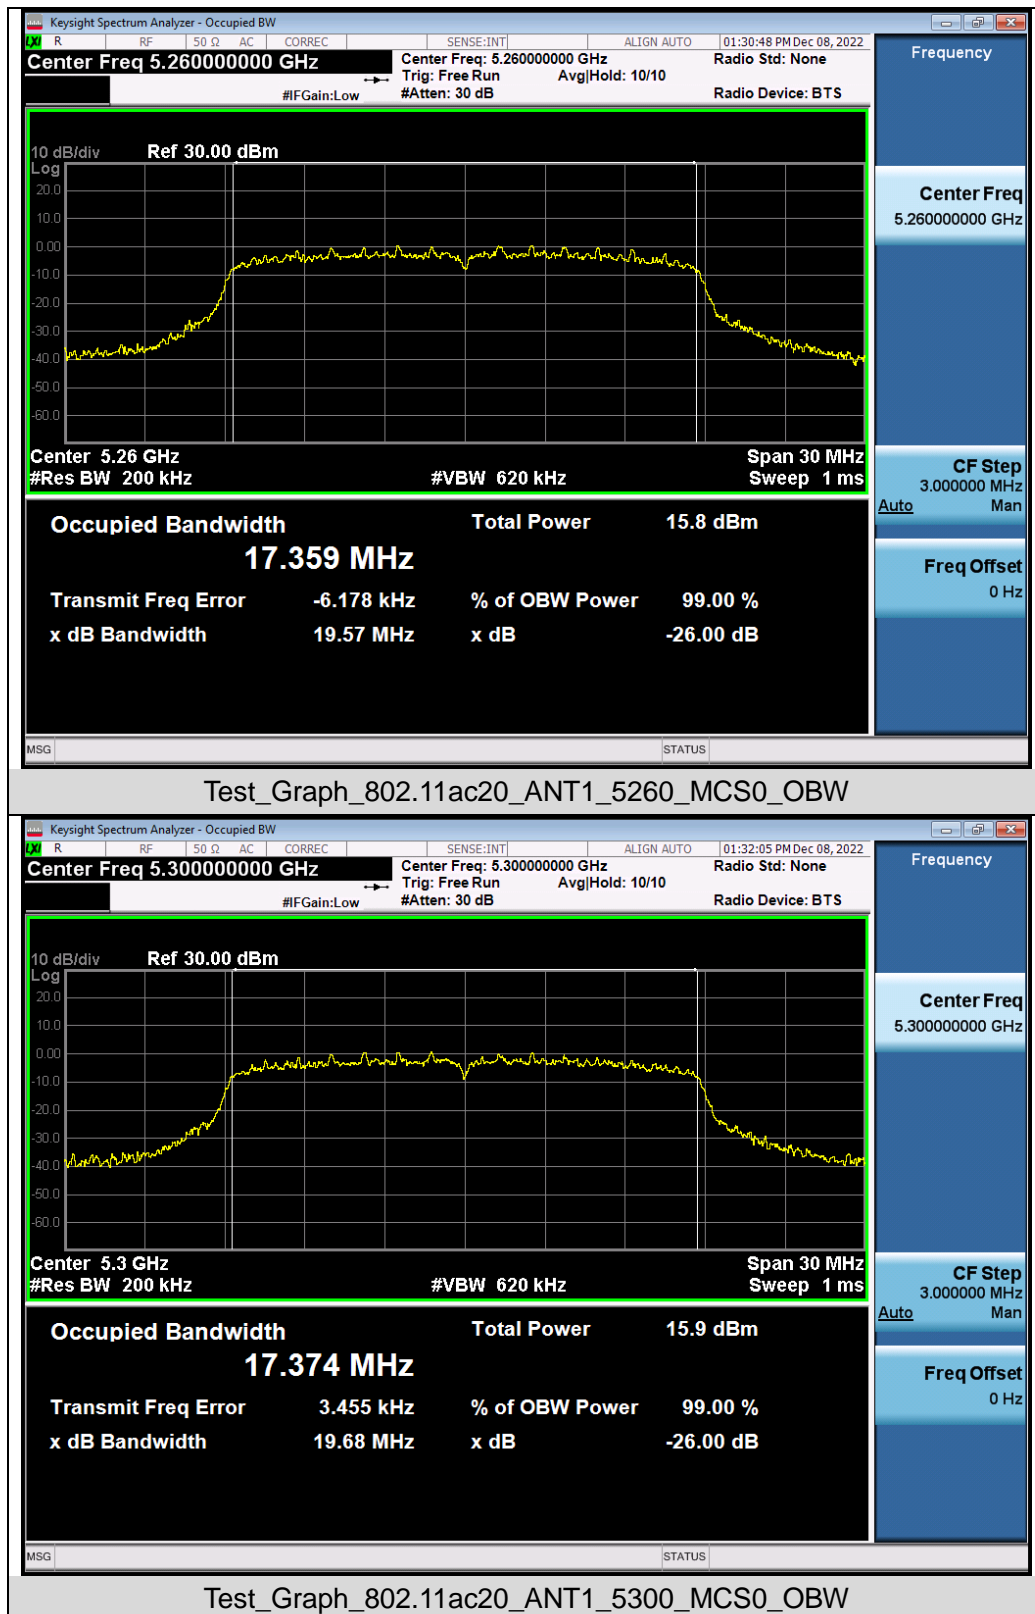 Keysight Spectrum Analyzer - Occupied BW
LXI R RF 50 Ω AC CORREC SENSE:INT ALIGN AUTO 01:30:48 PM Dec 08, 2022
Center Freq 5.260000000 GHz
Center Freq: 5.260000000 GHz
Radio Std: None
Trig: Free Run Avg|Hold: 10/10
#IFGain:Low
#Atten: 30 dB
Radio Device: BTS
Frequency
10 dB/div Ref 30.00 dBm
Log
20.0
10.0
0.00
-10.0
-20.0
-30.0
-40.0
-50.0
-60.0
Center Freq
5.260000000 GHz
Center 5.26 GHz
Span 30 MHz
#Res BW 200 kHz
#VBW 620 kHz
Sweep 1 ms
CF Step
3.000000 MHz
Auto Man
Freq Offset
0 Hz
Occupied Bandwidth
Total Power 15.8 dBm
17.359 MHz
Transmit Freq Error -6.178 kHz
% of OBW Power 99.00 %
x dB Bandwidth 19.57 MHz
x dB -26.00 dB
MSG STATUS
Test_Graph_802.11ac20_ANT1_5260_MCS0_OBW
Keysight Spectrum Analyzer - Occupied BW
LXI R RF 50 Ω AC CORREC SENSE:INT ALIGN AUTO 01:32:05 PM Dec 08, 2022
Center Freq 5.300000000 GHz
Center Freq: 5.300000000 GHz
Radio Std: None
Trig: Free Run Avg|Hold: 10/10
#IFGain:Low
#Atten: 30 dB
Radio Device: BTS
Frequency
10 dB/div Ref 30.00 dBm
Log
20.0
10.0
0.00
-10.0
-20.0
-30.0
-40.0
-50.0
-60.0
Center Freq
5.300000000 GHz
Center 5.3 GHz
Span 30 MHz
#Res BW 200 kHz
#VBW 620 kHz
Sweep 1 ms
CF Step
3.000000 MHz
Auto Man
Freq Offset
0 Hz
Occupied Bandwidth
Total Power 15.9 dBm
17.374 MHz
Transmit Freq Error 3.455 kHz
% of OBW Power 99.00 %
x dB Bandwidth 19.68 MHz
x dB -26.00 dB
MSG STATUS
Test_Graph_802.11ac20_ANT1_5300_MCS0_OBW